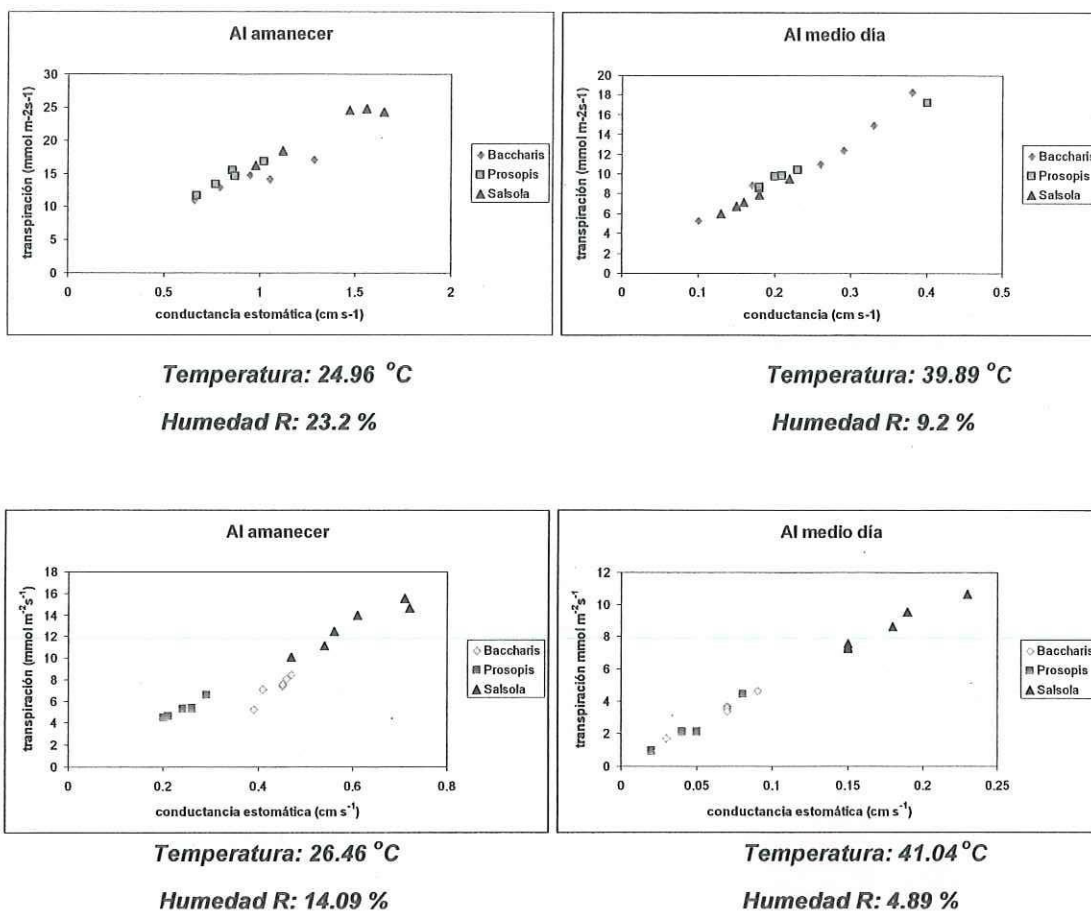 Al amanecer
transpiración (mmol m-2s-1)
30
25
20
15
10
5
0
0 0.5 1 1.5 2
conductancia estomática (cm s-1)
Baccharis
Prosopis
Salsola
Al medio día
transpiración (mmol m-2s-1)
20
18
16
14
12
10
8
6
4
2
0
0 0.1 0.2 0.3 0.4 0.5
conductancia (cm s-1)
Baccharis
Prosopis
Salsola
Temperatura: 24.96 °C
Humedad R: 23.2 %
Temperatura: 39.89 °C
Humedad R: 9.2 %
Al amanecer
transpiración (mmol m⁻²s⁻¹)
18
16
14
12
10
8
6
4
2
0
0 0.2 0.4 0.6 0.8
conductancia estomática (cm s⁻¹)
Baccharis
Prosopis
Salsola
Al medio día
transpiración mmol m⁻²s⁻¹)
12
10
8
6
4
2
0
0 0.05 0.1 0.15 0.2 0.25
conductancia estomática (cm s⁻¹)
Baccharis
Prosopis
Salsola
Temperatura: 26.46 °C
Humedad R: 14.09 %
Temperatura: 41.04 °C
Humedad R: 4.89 %